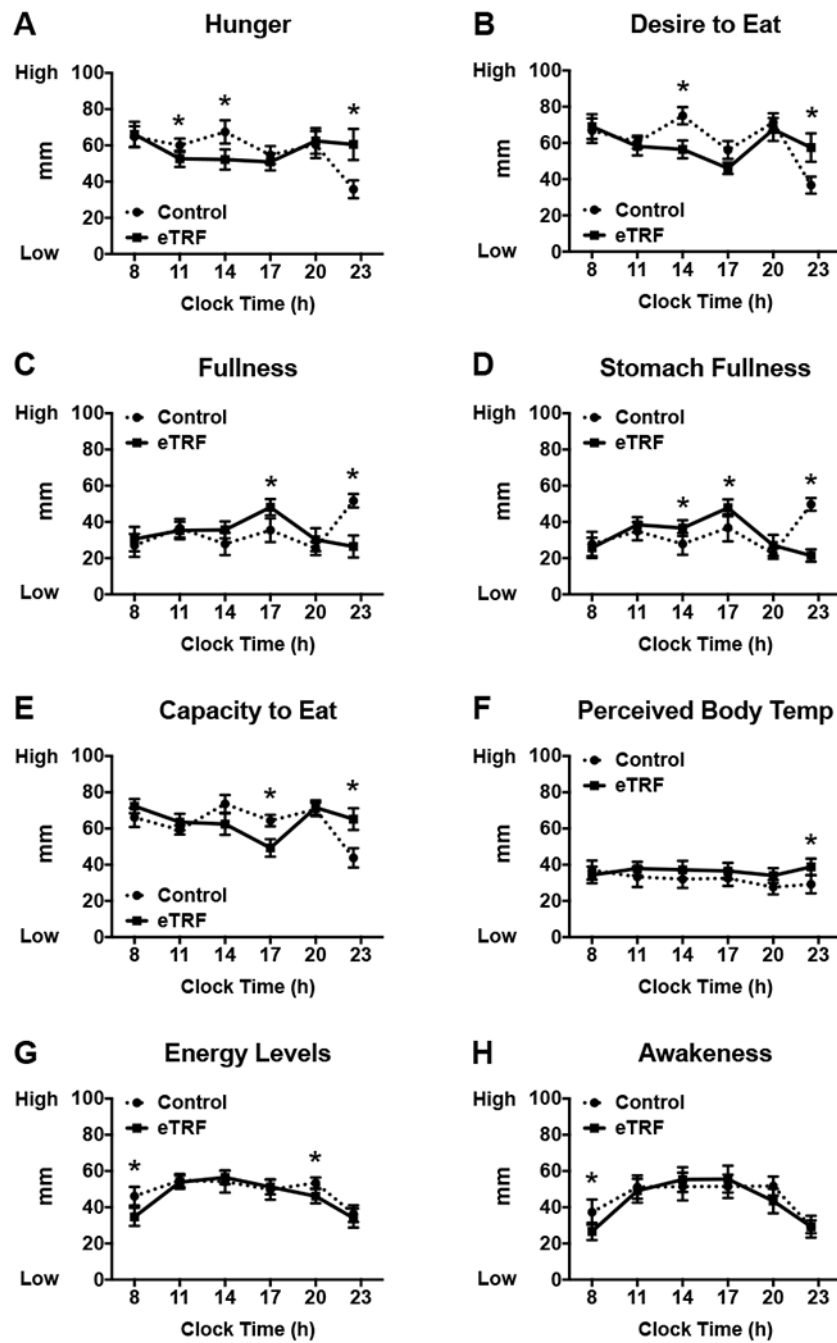 A Hunger
High 100
80
*
*
*
60
mm
40
20
Control
eTRF
Low 0
8 11 14 17 20 23
Clock Time (h)
B Desire to Eat
High 100
80
*
*
60
mm
40
20
Control
eTRF
Low 0
8 11 14 17 20 23
Clock Time (h)
C Fullness
High 100
Control
80
eTRF
60
*
*
mm
40
20
Low 0
8 11 14 17 20 23
Clock Time (h)
D Stomach Fullness
High 100
Control
80
eTRF
60
*
*
*
mm
40
20
Low 0
8 11 14 17 20 23
Clock Time (h)
E Capacity to Eat
High 100
80
*
*
60
mm
40
20
Control
eTRF
Low 0
8 11 14 17 20 23
Clock Time (h)
F Perceived Body Temp
High 100
Control
80
eTRF
60
*
mm
40
20
Low 0
8 11 14 17 20 23
Clock Time (h)
G Energy Levels
High 100
Control
80
eTRF
60
*
*
mm
40
20
Low 0
8 11 14 17 20 23
Clock Time (h)
H Awakeness
High 100
Control
80
eTRF
60
*
mm
40
20
Low 0
8 11 14 17 20 23
Clock Time (h)